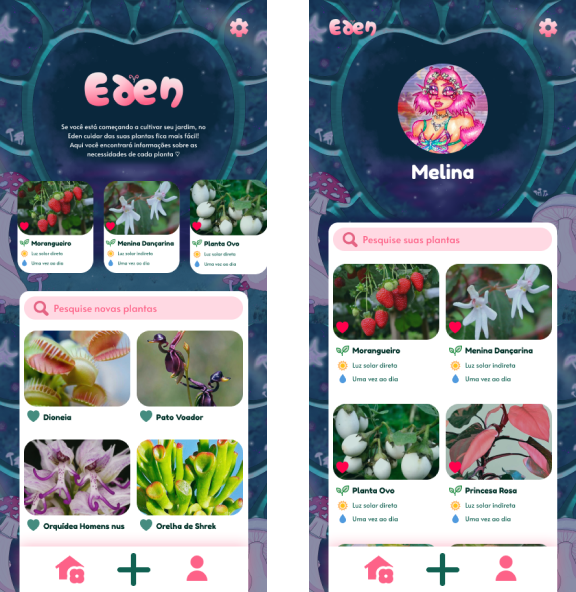 Eden
Se você está começando a cultivar seu jardim, no
Eden cuidar das suas plantas fica mais fácil!
Aqui você encontrará informações sobre as
necessidades de cada planta ♡
Morangueiro
Luz solar direta
Uma vez ao dia
Menina Dançarina
Luz solar indireta
Uma vez ao dia
Planta Ovo
Luz solar direta
Uma vez ao dia
Pesquise novas plantas
Dioneia
Pato Voador
Orquídea Homens nus
Orelha de Shrek
Eden
Melina
Pesquise suas plantas
Morangueiro
Luz solar direta
Uma vez ao dia
Menina Dançarina
Luz solar indireta
Uma vez ao dia
Planta Ovo
Luz solar direta
Uma vez ao dia
Princesa Rosa
Luz solar indireta
Uma vez ao dia